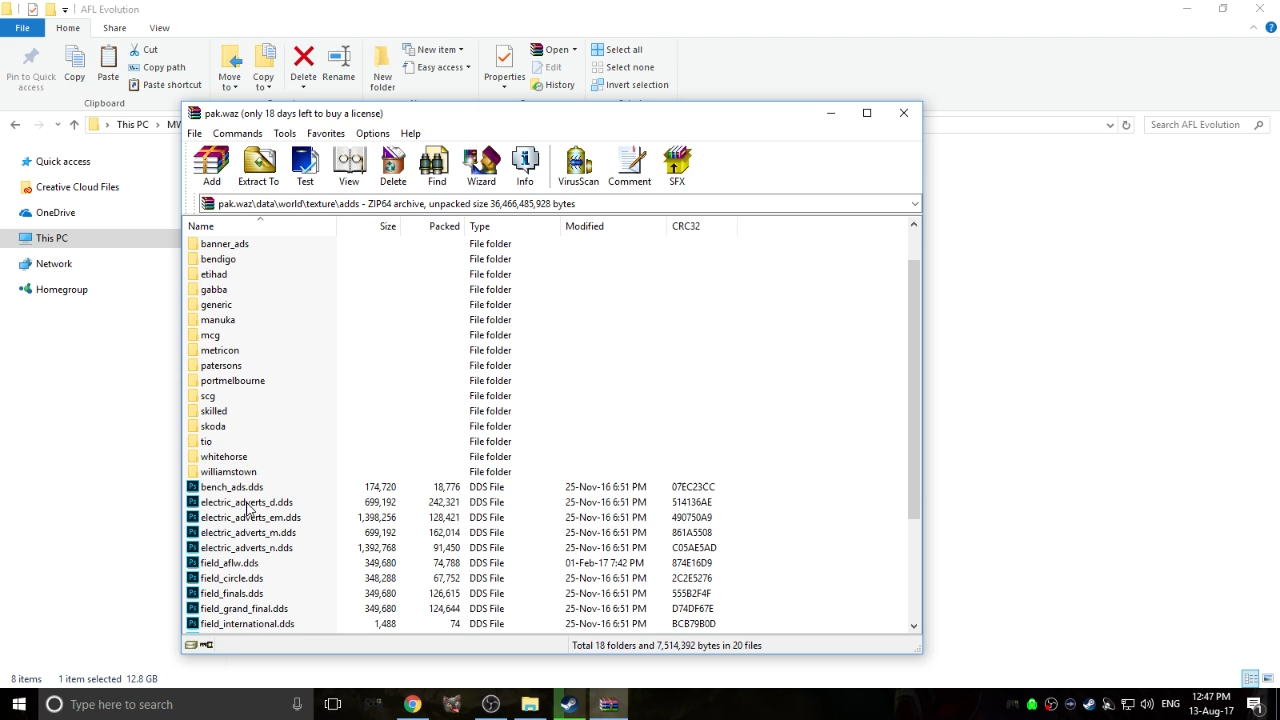 AFL Evolution
File Home Share View
Pin to Quick access
Copy
Paste
Cut
Copy path
Paste shortcut
Move to
Copy to
Delete
Rename
New folder
New item
Easy access
Properties
Open
Edit
History
Select all
Select none
Invert selection
Clipboard
This PC
Search AFL Evolution
Quick access
Creative Cloud Files
OneDrive
This PC
Network
Homegroup
pak.waz (only 18 days left to buy a license)
File Commands Tools Favorites Options Help
Add Extract To Test View Delete Find Wizard Info VirusScan Comment SFX
pak.waz\data\world\texture\adds - ZIP64 archive, unpacked size 36,466,485,928 bytes
Name Size Packed Type Modified CRC32
banner_ads File folder
bendigo File folder
etihad File folder
gabba File folder
generic File folder
manuka File folder
mcg File folder
metricon File folder
patersons File folder
portmelbourne File folder
scg File folder
skilled File folder
skoda File folder
tio File folder
whitehorse File folder
williamstown File folder
bench_ads.dds 174,720 18,776 DDS File 25-Nov-16 6:51 PM 07EC23CC
electric_adverts_d.dds 699,192 242,321 DDS File 25-Nov-16 6:51 PM 514136AE
electric_adverts_em.dds 1,398,256 128,421 DDS File 25-Nov-16 6:51 PM 490750A9
electric_adverts_m.dds 699,192 162,014 DDS File 25-Nov-16 6:51 PM 861A5508
electric_adverts_n.dds 1,392,768 91,450 DDS File 25-Nov-16 6:51 PM C05AE5AD
field_aflw.dds 349,680 74,788 DDS File 01-Feb-17 7:42 PM 874E16D9
field_circle.dds 348,288 67,752 DDS File 25-Nov-16 6:51 PM 2C2E5276
field_finals.dds 349,680 126,615 DDS File 25-Nov-16 6:51 PM 555B2F4F
field_grand_final.dds 349,680 124,644 DDS File 25-Nov-16 6:51 PM D74DF67E
field_international.dds 1,488 74 DDS File 25-Nov-16 6:51 PM BCB79B0D
Total 18 folders and 7,514,392 bytes in 20 files
8 items 1 item selected 12.8 GB
Type here to search
ENG
12:47 PM
13-Aug-17